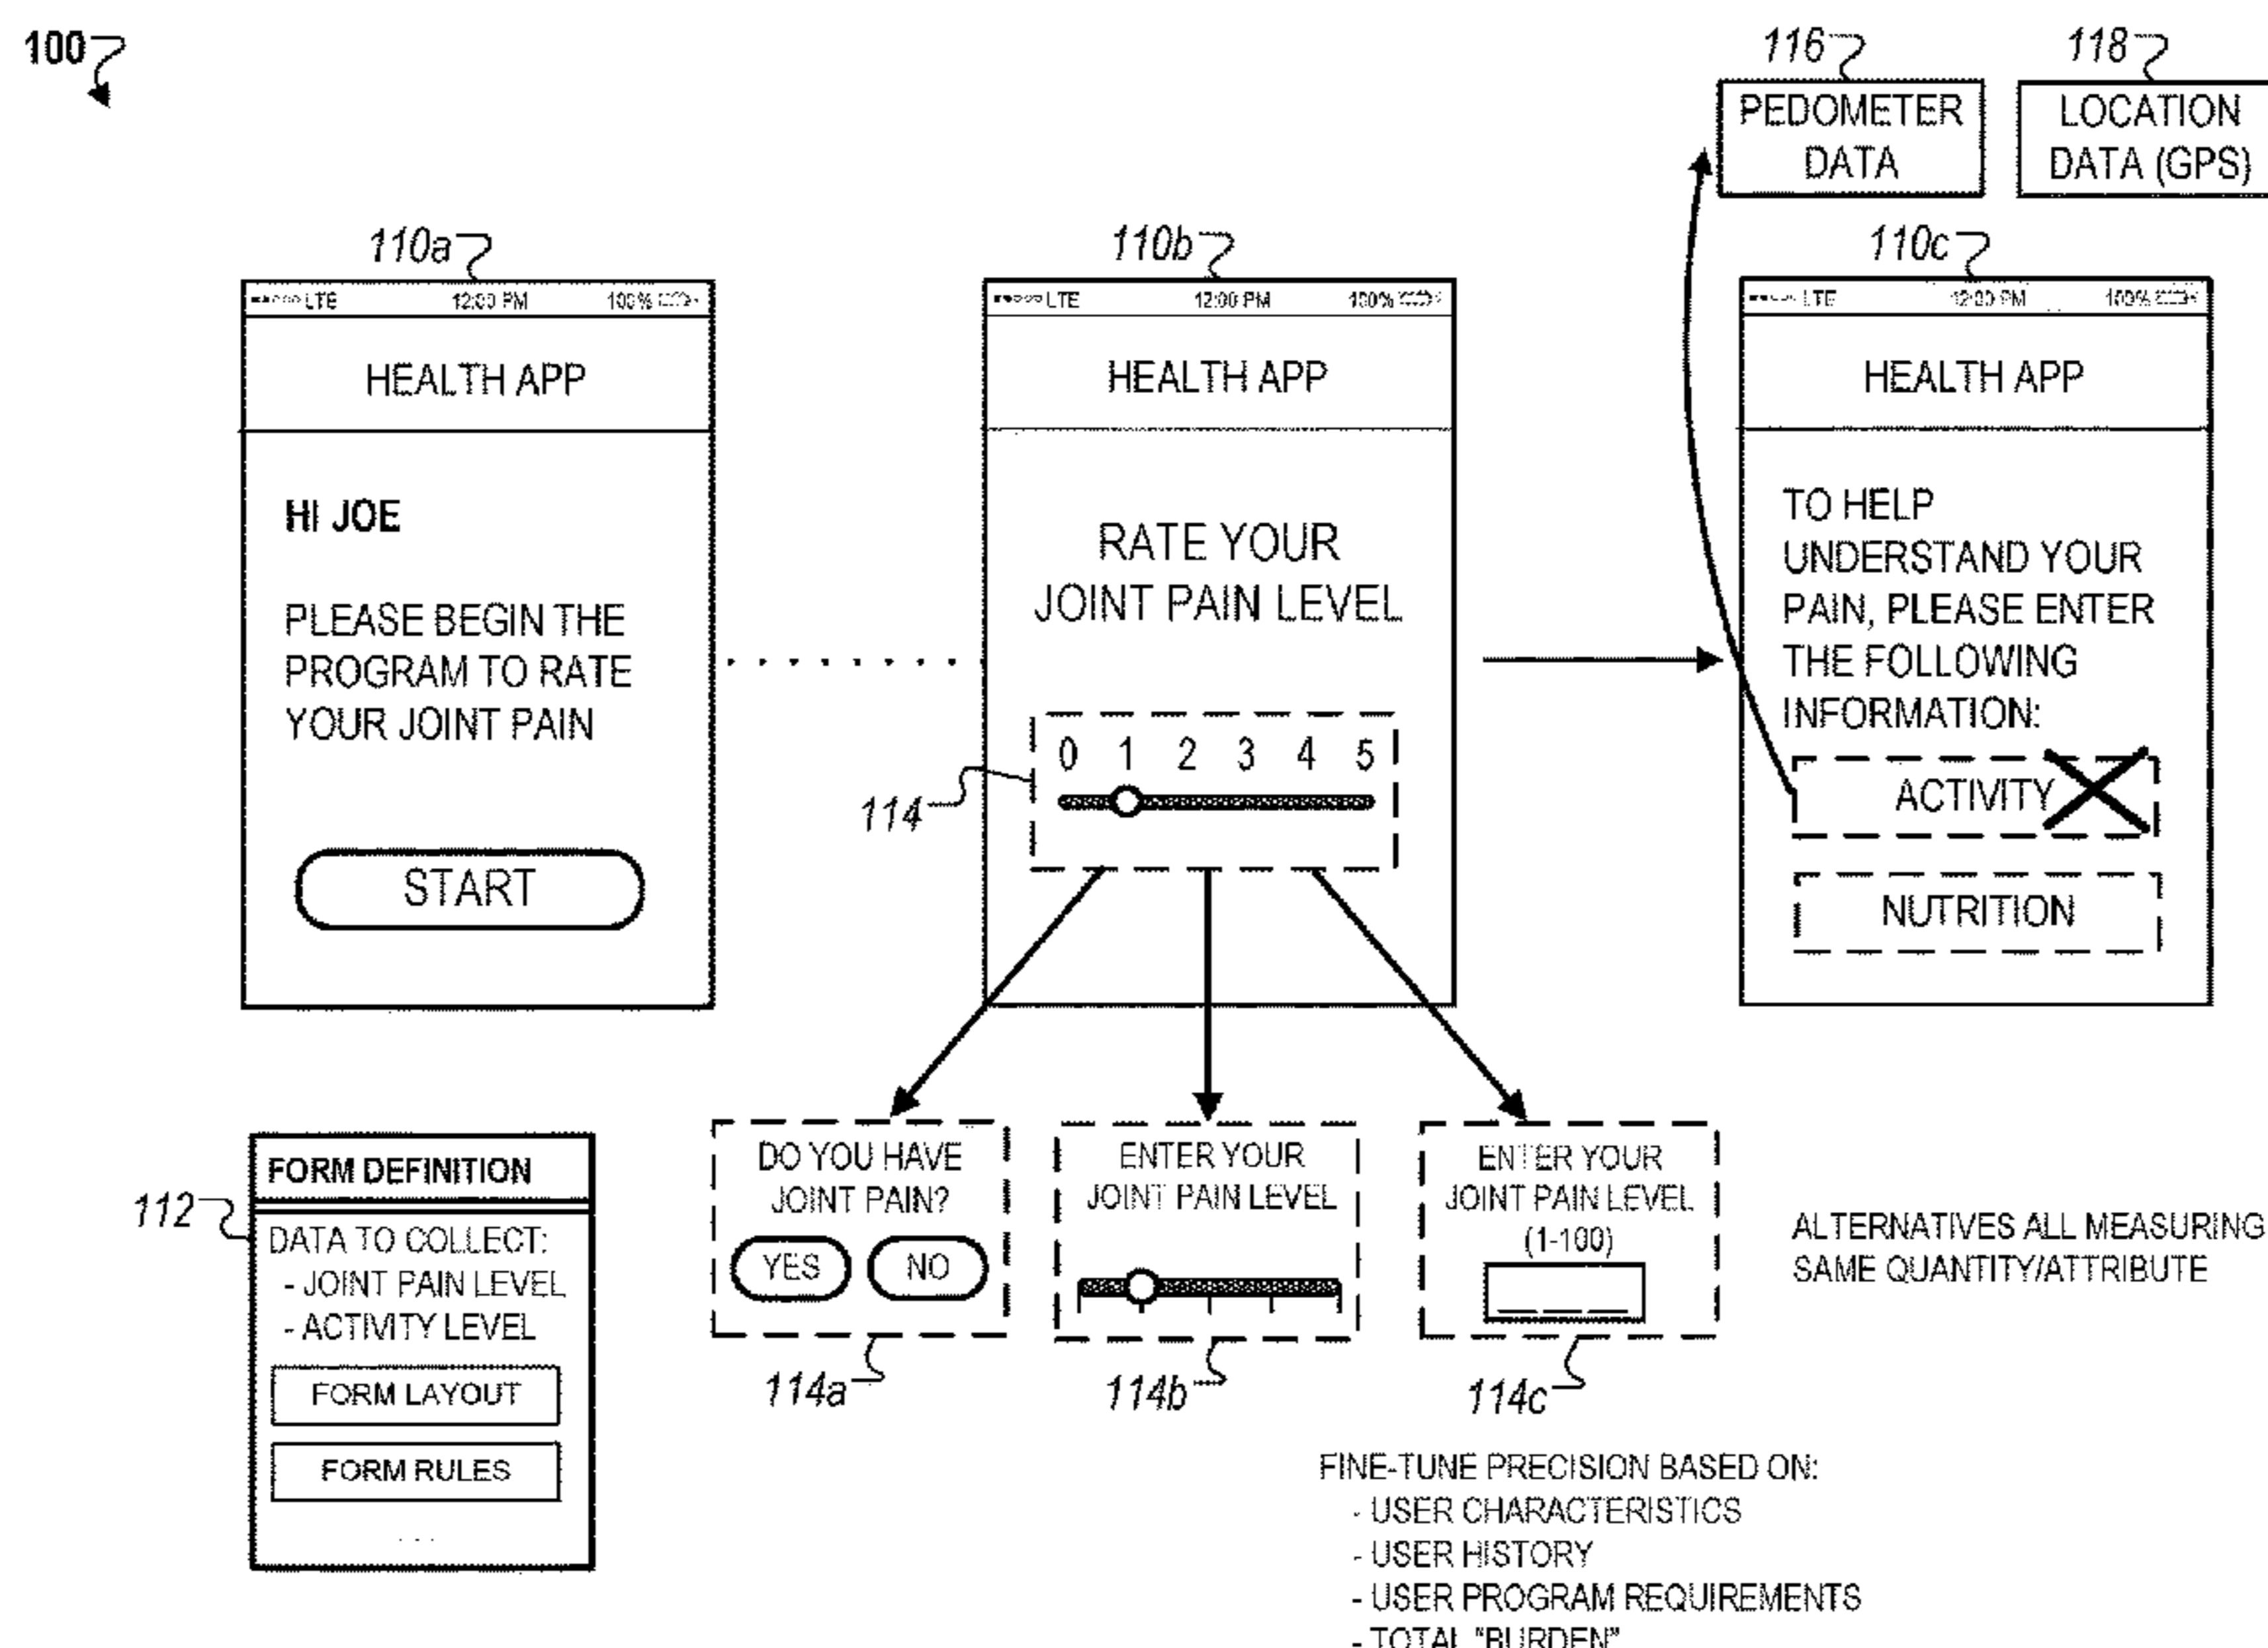 100
116
118
PEDOMETER
DATA
LOCATION
DATA (GPS)
110a
110b
110c
LTE 12:00 PM 100%
HEALTH APP
HI JOE
PLEASE BEGIN THE
PROGRAM TO RATE
YOUR JOINT PAIN
START
LTE 12:00 PM 100%
HEALTH APP
RATE YOUR
JOINT PAIN LEVEL
0 1 2 3 4 5
114
LTE 12:00 PM 100%
HEALTH APP
TO HELP
UNDERSTAND YOUR
PAIN, PLEASE ENTER
THE FOLLOWING
INFORMATION:
ACTIVITY
NUTRITION
112
FORM DEFINITION
DATA TO COLLECT:
- JOINT PAIN LEVEL
- ACTIVITY LEVEL
FORM LAYOUT
FORM RULES
. . .
DO YOU HAVE
JOINT PAIN?
YES NO
114a
ENTER YOUR
JOINT PAIN LEVEL
114b
ENTER YOUR
JOINT PAIN LEVEL
(1-100)
114c
ALTERNATIVES ALL MEASURING
SAME QUANTITY/ATTRIBUTE
FINE-TUNE PRECISION BASED ON:
- USER CHARACTERISTICS
- USER HISTORY
- USER PROGRAM REQUIREMENTS
- TOTAL "BURDEN"